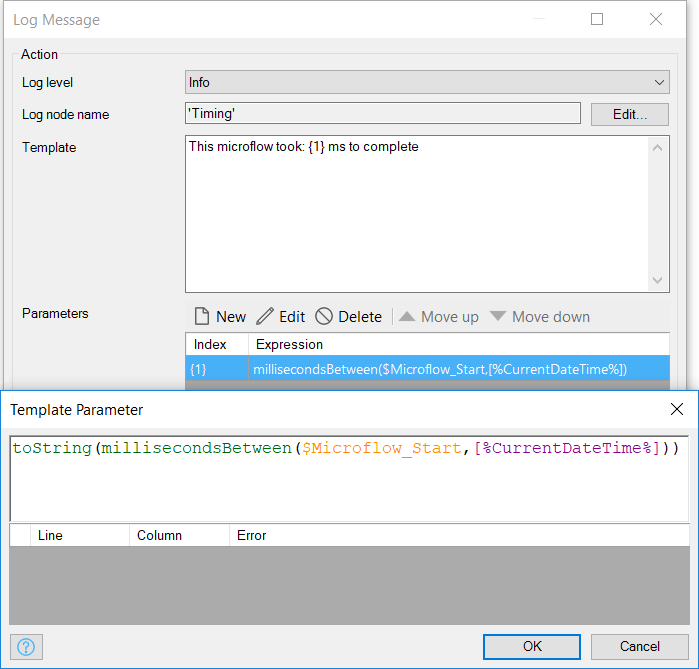 Log Message
Action
Log level Info
Log node name 'Timing' Edit...
Template This microflow took: {1} ms to complete
Parameters New Edit Delete Move up Move down
Index Expression
{1} millisecondsBetween($Microflow_Start,[%CurrentDateTime%])
Template Parameter
toString(millisecondsBetween($Microflow_Start,[%CurrentDateTime%]))
Line Column Error
? OK Cancel